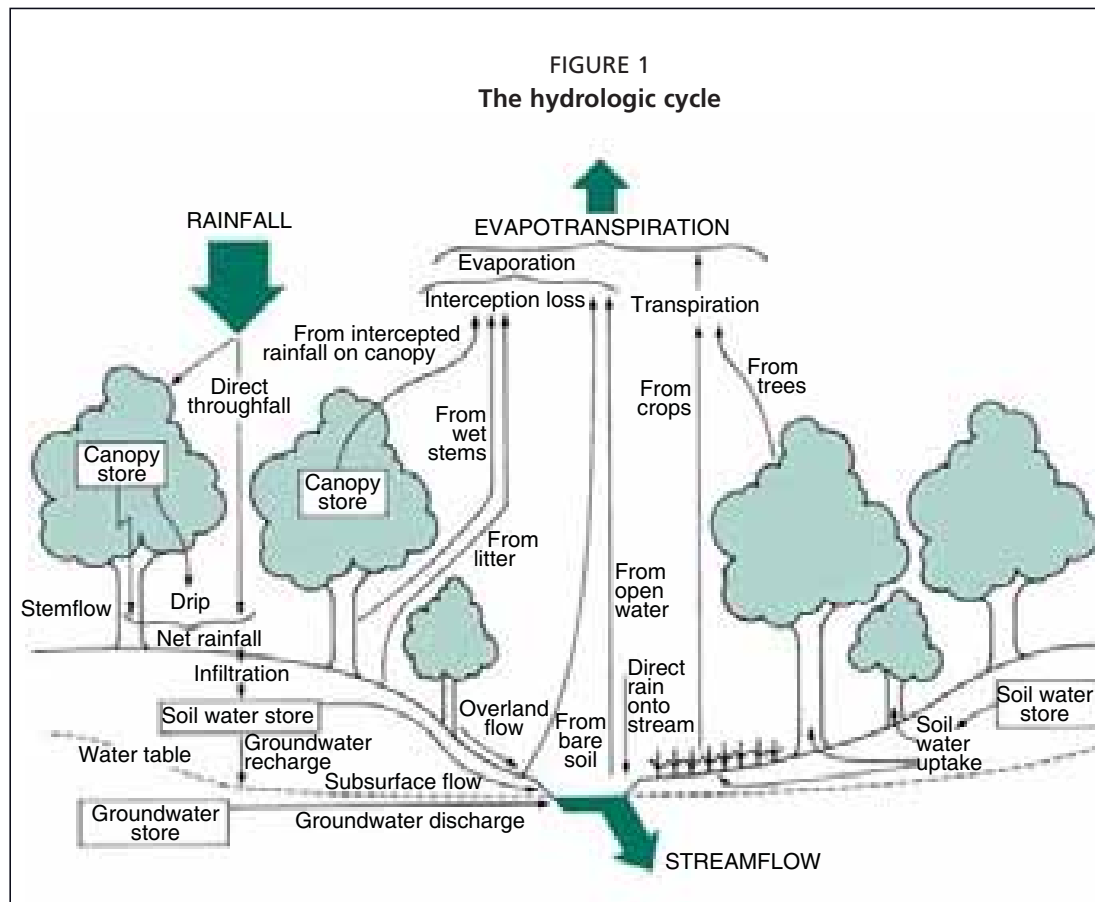 FIGURE 1
The hydrologic cycle
RAINFALL
EVAPOTRANSPIRATION
Evaporation
Interception loss
Transpiration
From intercepted
rainfall on canopy
Direct
throughfall
From
trees
From
crops
From
wet
stems
Canopy
store
Canopy
store
From
litter
From
open
water
Stemflow
Drip
Net rainfall
Infiltration
Direct
rain
onto
stream
Overland
flow
From
bare
soil
Soil water store
Soil water
store
Soil
water
uptake
Water table
Groundwater
recharge
Subsurface flow
Groundwater
store
Groundwater discharge
STREAMFLOW